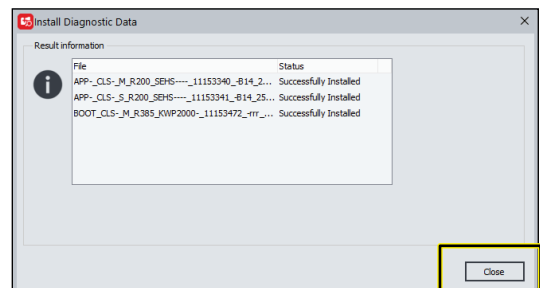 Install Diagnostic Data
Result information
File Status
APP-_CLS-_M_R200_SEHS----_11153340_-B14_2... Successfully Installed
APP-_CLS-_S_R200_SEHS----_11153341_-B14_25... Successfully Installed
BOOT_CLS-_M_R385_KWP2000-_11153472_-rrr_... Successfully Installed
Close